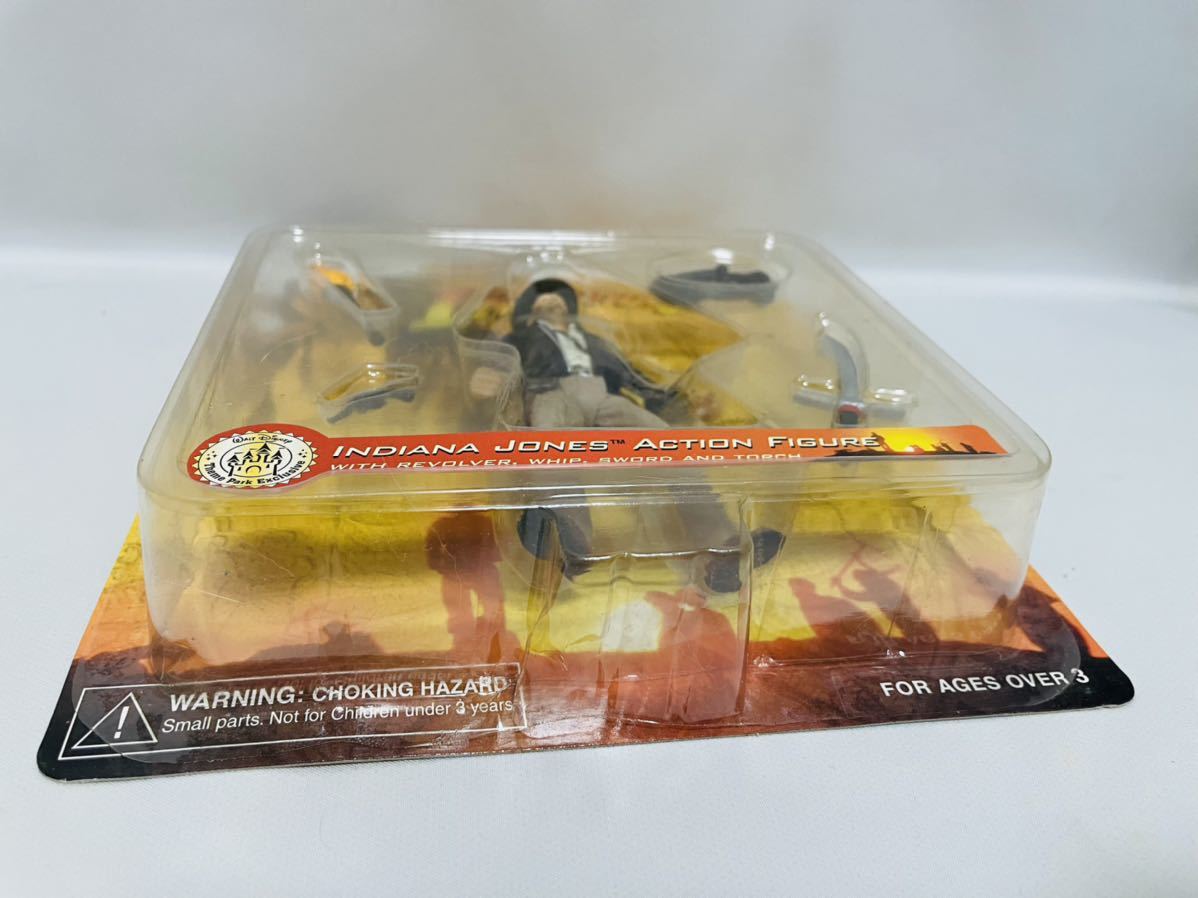 Walt Disney
Theme Park Exclusive
INDIANA JONES™ ACTION FIGURE
WITH REVOLVER, WHIP, SWORD AND TORCH
WARNING: CHOKING HAZARD
Small parts. Not for Children under 3 years
FOR AGES OVER 3